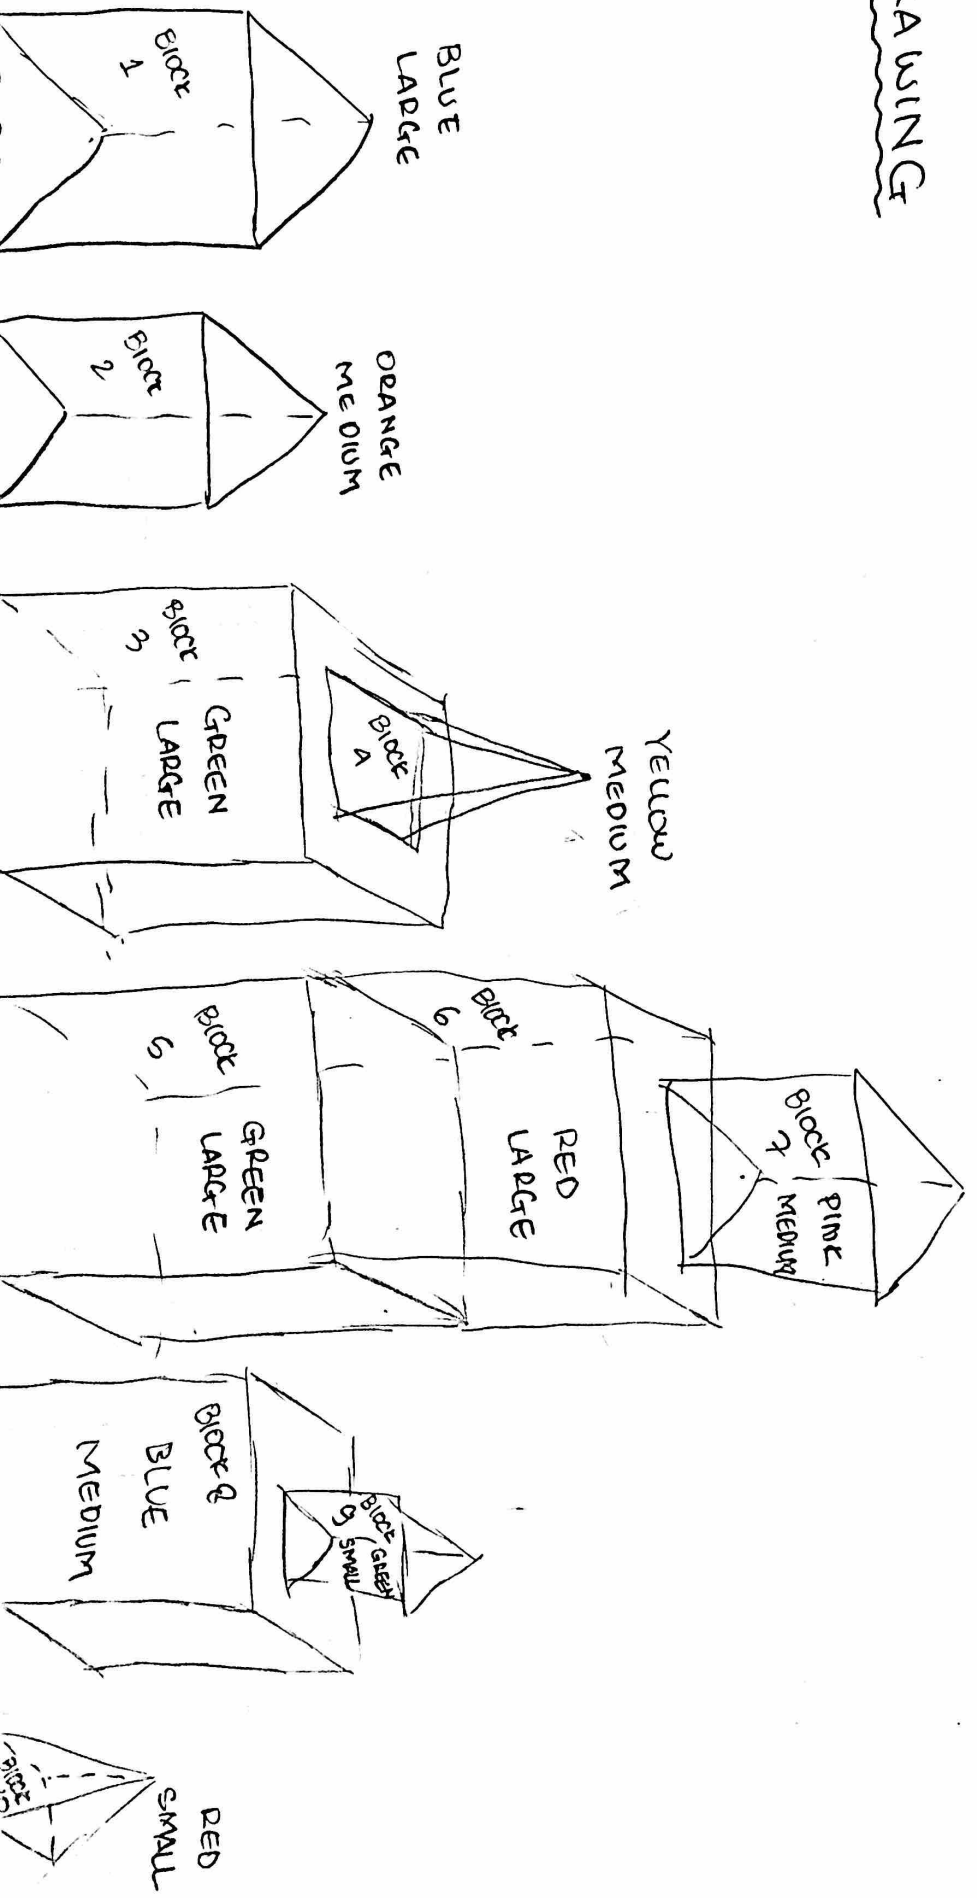 AWING
BLUE
LARGE
Block
1
ORANGE
MEDIUM
Block
2
YELLOW
MEDIUM
Block
4
Block
3
GREEN
LARGE
Block
7
PINK
MEDIUM
Block
6
RED
LARGE
Block
5
GREEN
LARGE
Block
9
GREEN
SMALL
Block 8
BLUE
MEDIUM
RED
SMALL
Block